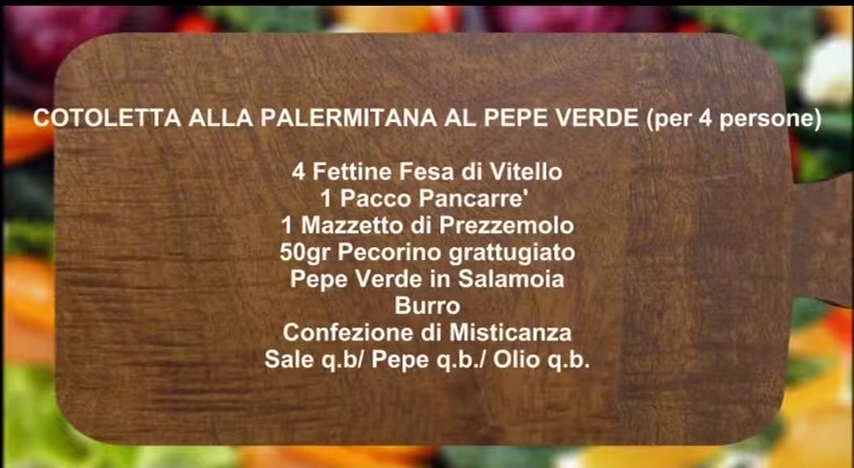 COTOLETTA ALLA PALERMITANA AL PEPE VERDE (per 4 persone)
4 Fettine Fesa di Vitello
1 Pacco Pancarre'
1 Mazzetto di Prezzemolo
50gr Pecorino grattugiato
Pepe Verde in Salamoia
Burro
Confezione di Misticanza
Sale q.b/ Pepe q.b./ Olio q.b.